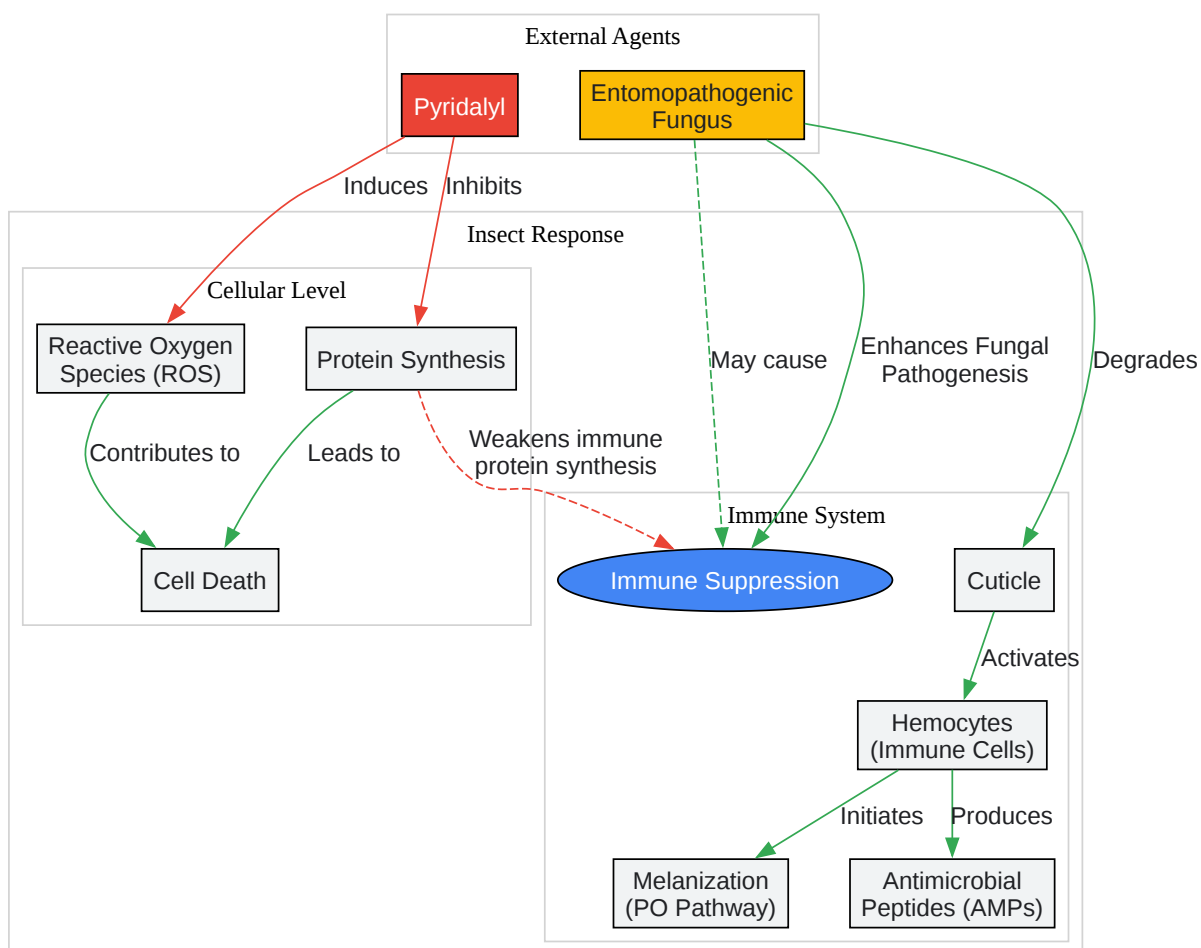 External Agents
Pyridalyl
Entomopathogenic
Fungus
Induces
Inhibits
Insect Response
Cellular Level
Reactive Oxygen
Species (ROS)
Protein Synthesis
May cause
Enhances Fungal
Pathogenesis
Degrades
Contributes to
Leads to
Weakens immune
protein synthesis
Immune System
Cell Death
Immune Suppression
Cuticle
Activates
Hemocytes
(Immune Cells)
Initiates
Produces
Melanization
(PO Pathway)
Antimicrobial
Peptides (AMPs)